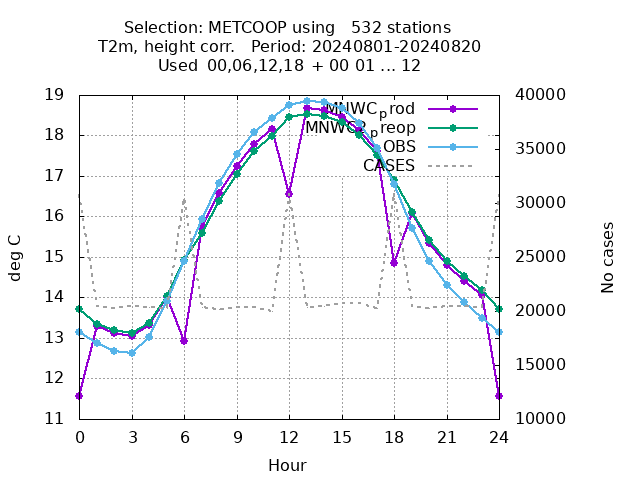 Selection: METCOOP using   532 stations
T2m, height corr.   Period: 20240801-20240820
Used  00,06,12,18  + 00 01 ... 12
deg C
No cases
19
18
17
16
15
14
13
12
11
40000
35000
30000
25000
20000
15000
10000
MNWC_prod
MNWCP_preop
OBS
CASES
0 3 6 9 12 15 18 21 24
Hour